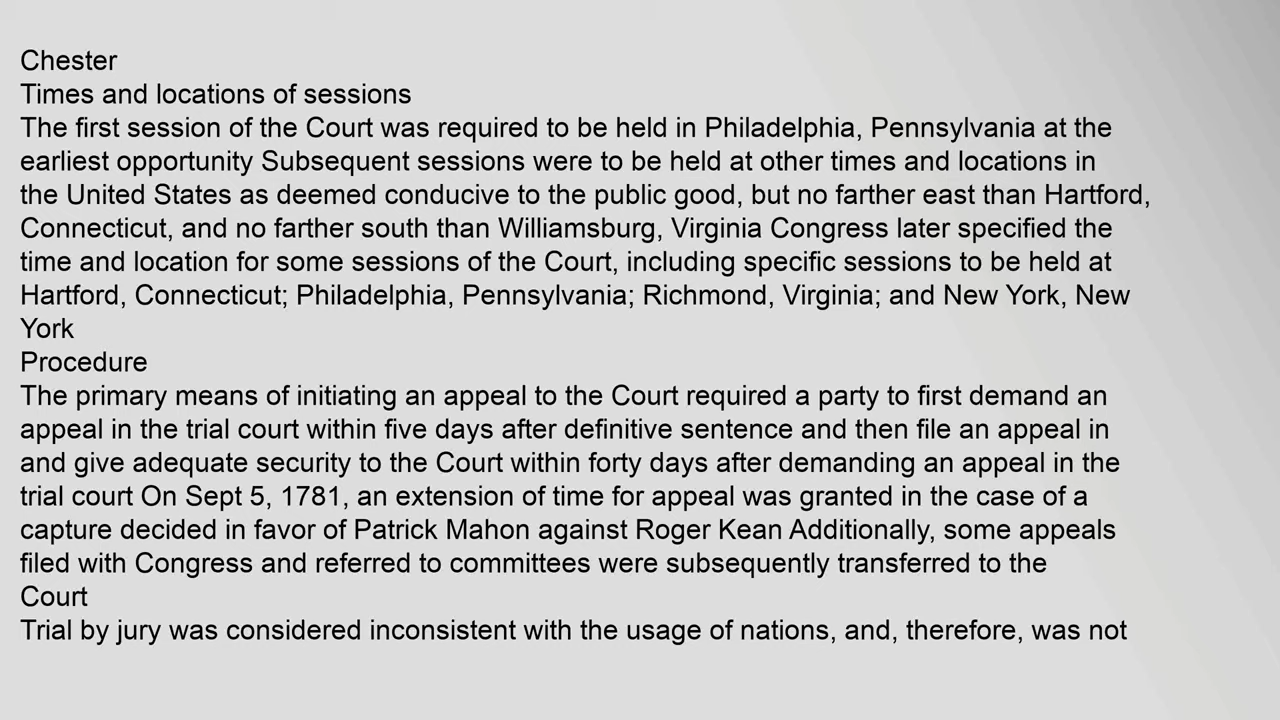 Chester
Times and locations of sessions
The first session of the Court was required to be held in Philadelphia, Pennsylvania at the
earliest opportunity Subsequent sessions were to be held at other times and locations in
the United States as deemed conducive to the public good, but no farther east than Hartford,
Connecticut, and no farther south than Williamsburg, Virginia Congress later specified the
time and location for some sessions of the Court, including specific sessions to be held at
Hartford, Connecticut; Philadelphia, Pennsylvania; Richmond, Virginia; and New York, New
York
Procedure
The primary means of initiating an appeal to the Court required a party to first demand an
appeal in the trial court within five days after definitive sentence and then file an appeal in
and give adequate security to the Court within forty days after demanding an appeal in the
trial court On Sept 5, 1781, an extension of time for appeal was granted in the case of a
capture decided in favor of Patrick Mahon against Roger Kean Additionally, some appeals
filed with Congress and referred to committees were subsequently transferred to the
Court
Trial by jury was considered inconsistent with the usage of nations, and, therefore, was not